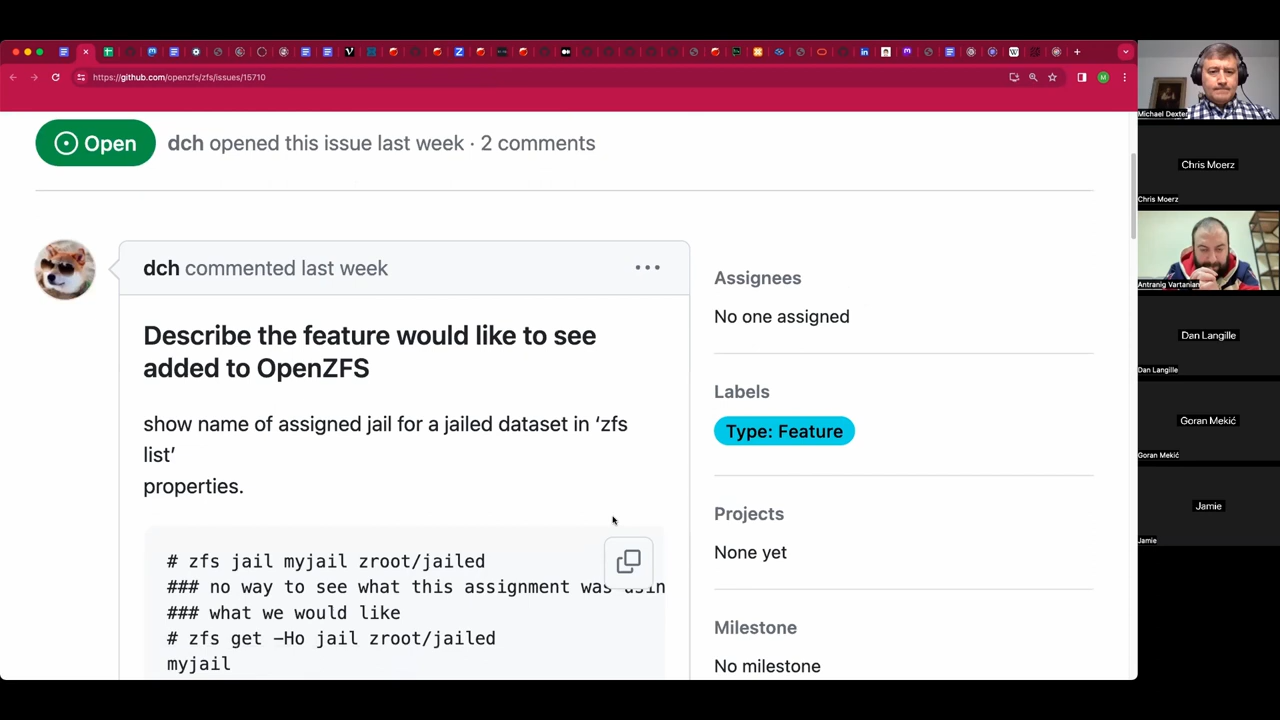 https://github.com/openzfs/zfs/issues/15710
Open
dch opened this issue last week · 2 comments
dch commented last week
Describe the feature would like to see
added to OpenZFS
show name of assigned jail for a jailed dataset in ‘zfs
list’
properties.
# zfs jail myjail zroot/jailed
### no way to see what this assignment was usin
### what we would like
# zfs get -Ho jail zroot/jailed
myjail
Assignees
No one assigned
Labels
Type: Feature
Projects
None yet
Milestone
No milestone
M
Michael Dexter
Chris Moerz
Chris Moerz
Antranig Vartanian
Dan Langille
Dan Langille
Goran Mekić
Goran Mekić
Jamie
Jamie